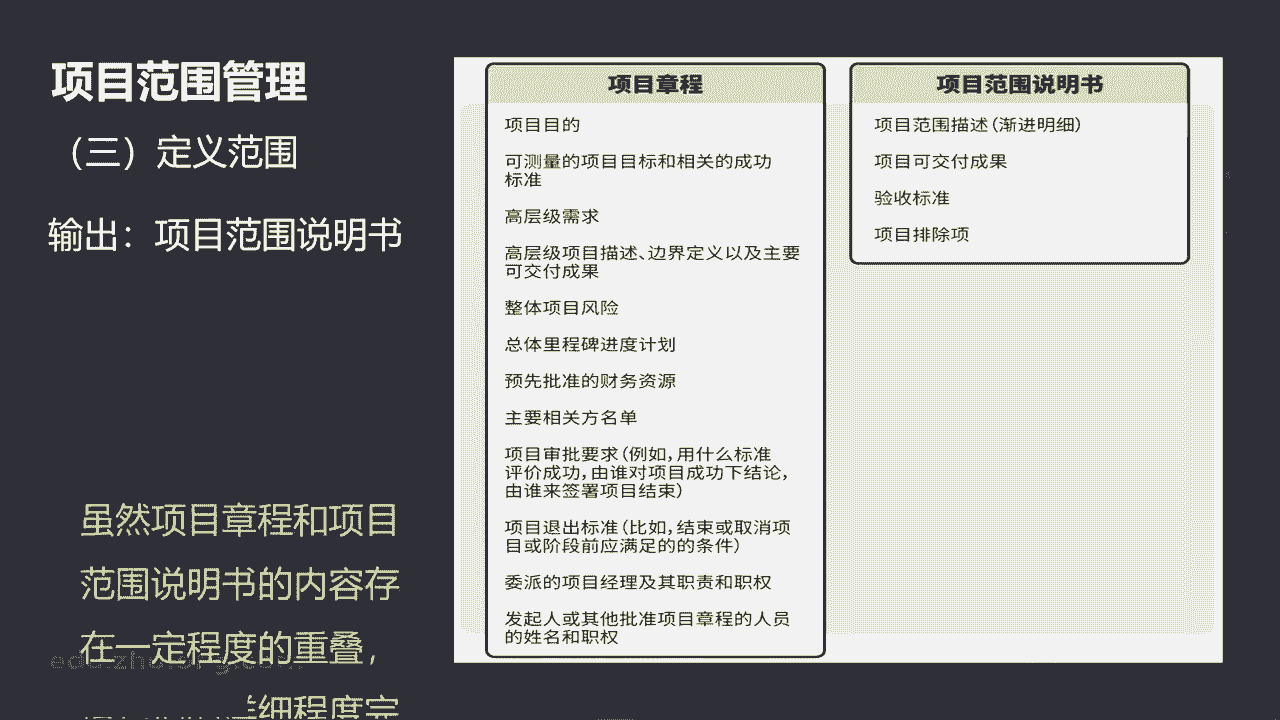 项目范围管理
（三）定义范围
输出：项目范围说明书
虽然项目章程和项目
范围说明书的内容存
在一定程度的重叠，
细程度完
项目章程
项目目的
可测量的项目目标和相关的成功
标准
高层级需求
高层级项目描述、边界定义以及主要
可交付成果
整体项目风险
总体里程碑进度计划
预先批准的财务资源
主要相关方名单
项目审批要求（例如，用什么标准
评价成功，由谁对项目成功下结论，
由谁来签署项目结束）
项目退出标准（比如，结束或取消项
目或阶段前应满足的的条件）
委派的项目经理及其职责和职权
发起人或其他批准项目章程的人员
的姓名和职权
项目范围说明书
项目范围描述（渐进明细）
项目可交付成果
验收标准
项目排除项